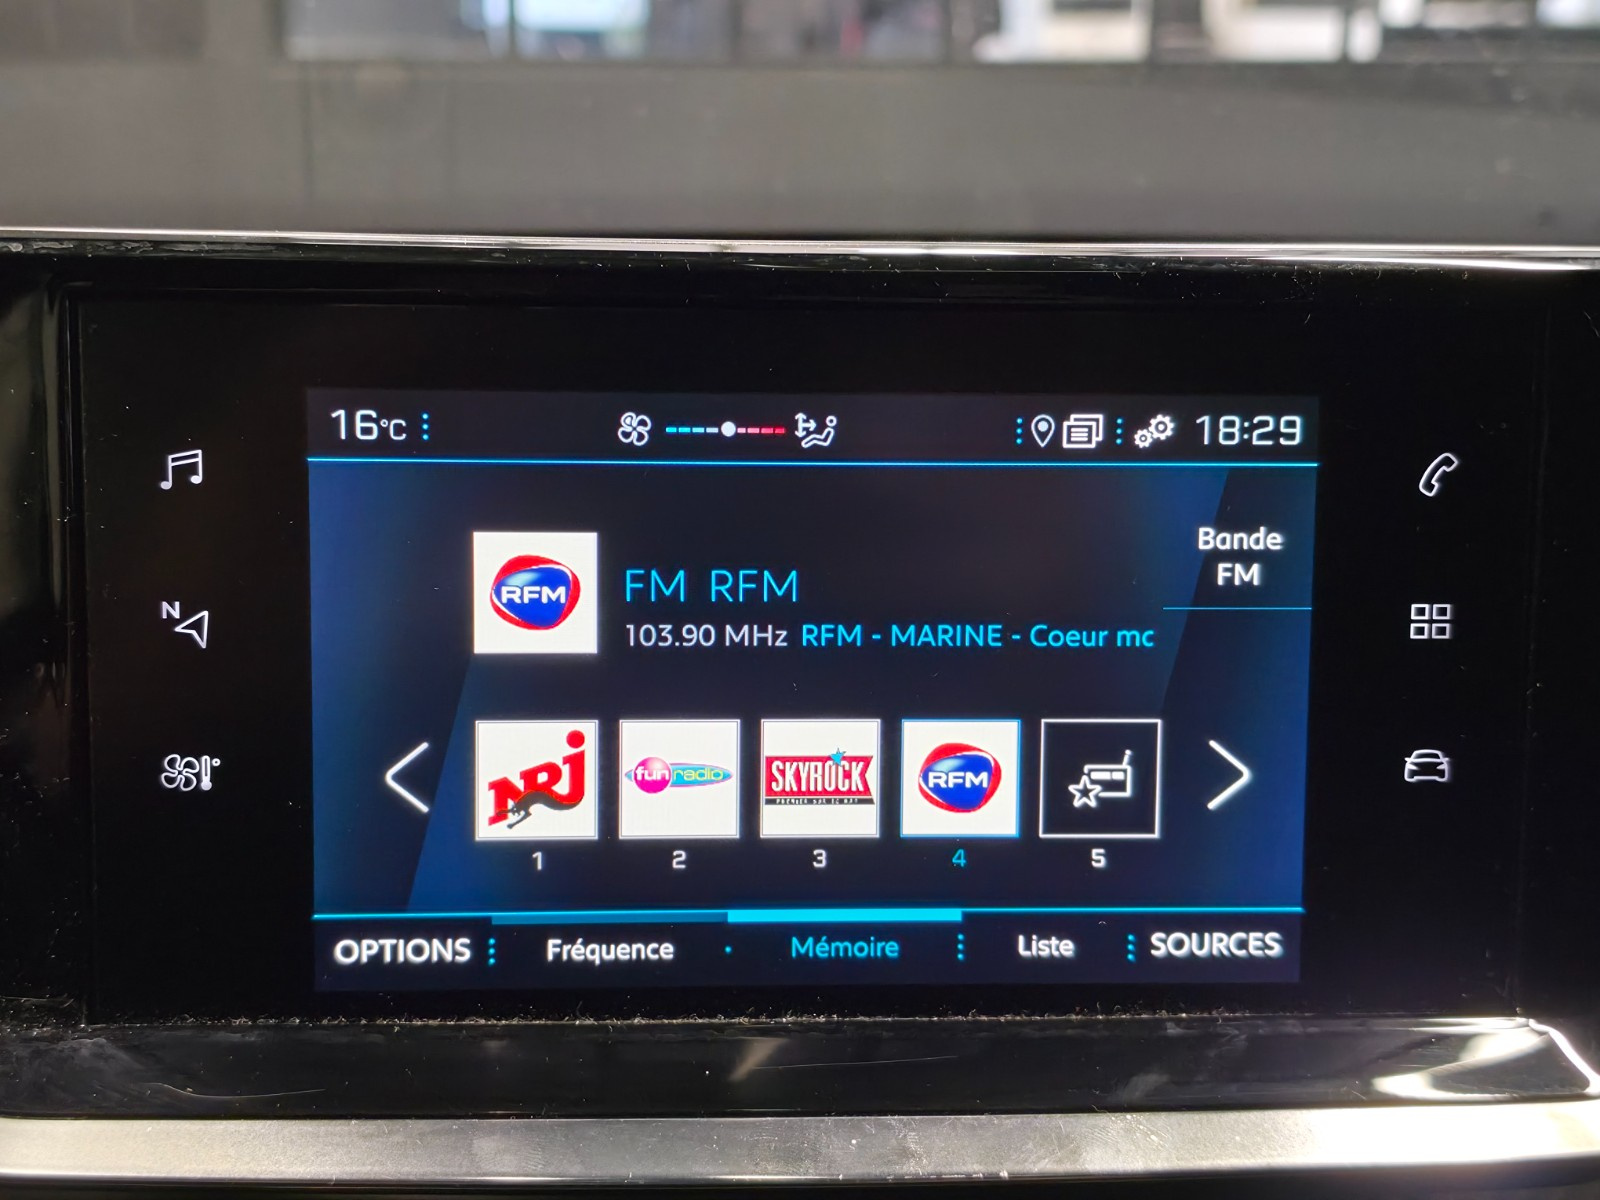 16°C 18:29
N
Bande
FM
RFM
FM RFM
103.90 MHz RFM - MARINE - Coeur mc
NRJ fun radio SKYROCK RFM
1 2 3 4 5
OPTIONS Fréquence Mémoire Liste SOURCES